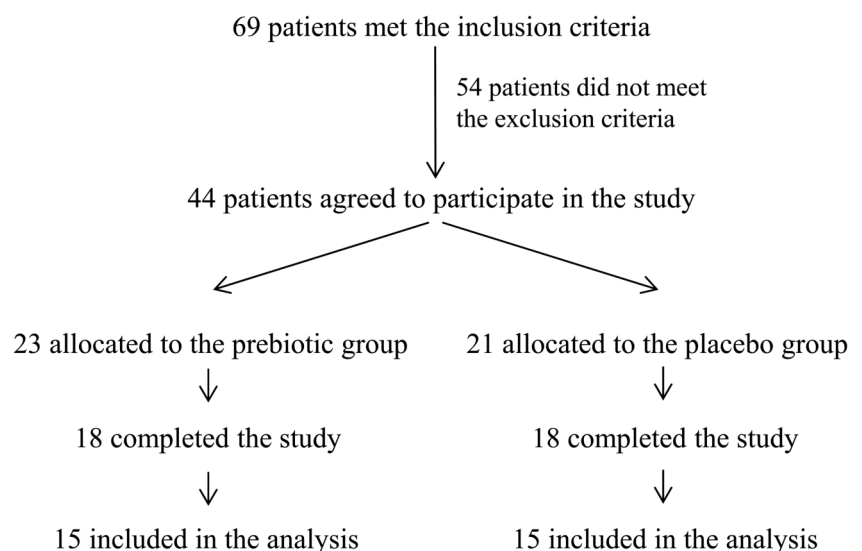 69 patients met the inclusion criteria
54 patients did not meet
the exclusion criteria
44 patients agreed to participate in the study
23 allocated to the prebiotic group
21 allocated to the placebo group
18 completed the study
18 completed the study
15 included in the analysis
15 included in the analysis